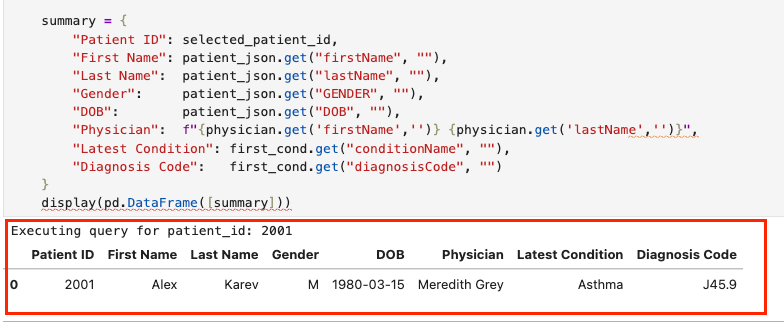 summary = {
"Patient ID": selected_patient_id,
"First Name": patient_json.get("firstName", ""),
"Last Name":  patient_json.get("lastName", ""),
"Gender":     patient_json.get("GENDER", ""),
"DOB":        patient_json.get("DOB", ""),
"Physician":  f"{physician.get('firstName','')} {physician.get('lastName','')}",
"Latest Condition": first_cond.get("conditionName", ""),
"Diagnosis Code":   first_cond.get("diagnosisCode", "")
}
display(pd.DataFrame([summary]))
Executing query for patient_id: 2001
Patient ID First Name Last Name Gender DOB Physician Latest Condition Diagnosis Code
0 2001 Alex Karev M 1980-03-15 Meredith Grey Asthma J45.9